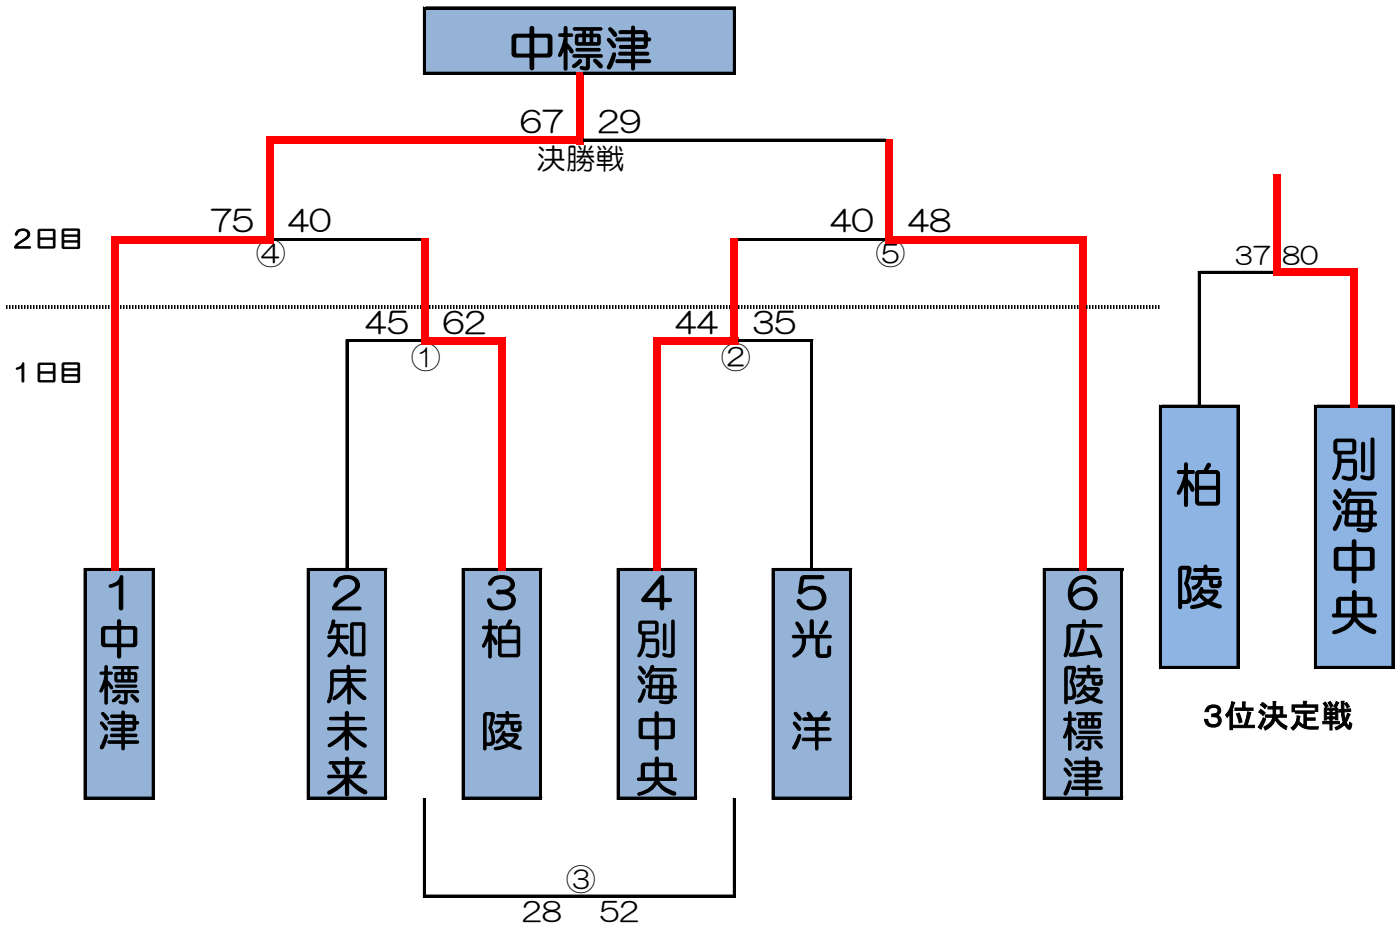 中標津
67 29
決勝戦
75 40
④
40 48
⑤
2日目
37 80
45 62
①
44 35
②
1日目
1中標津
2知床未来
3柏 陵
4別海中央
5光 洋
6広陵標津
柏 陵
別海中央
3位決定戦
③
28 52